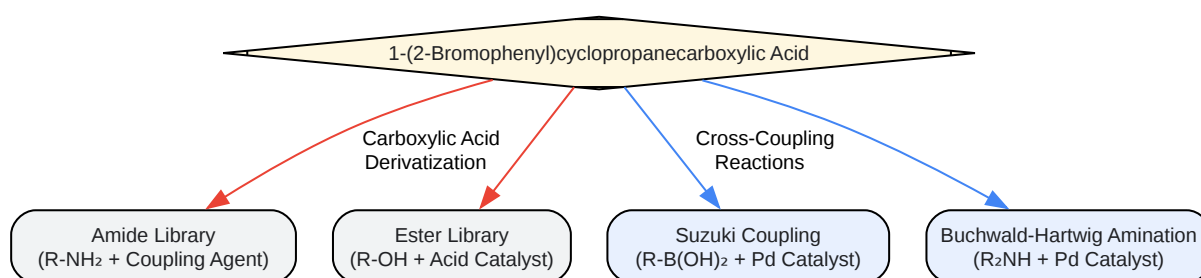 1-(2-Bromophenyl)cyclopropanecarboxylic Acid
Carboxylic Acid
Derivatization
Cross-Coupling
Reactions
Amide Library
(R-NH₂ + Coupling Agent)
Ester Library
(R-OH + Acid Catalyst)
Suzuki Coupling
(R-B(OH)₂ + Pd Catalyst)
Buchwald-Hartwig Amination
(R₂NH + Pd Catalyst)